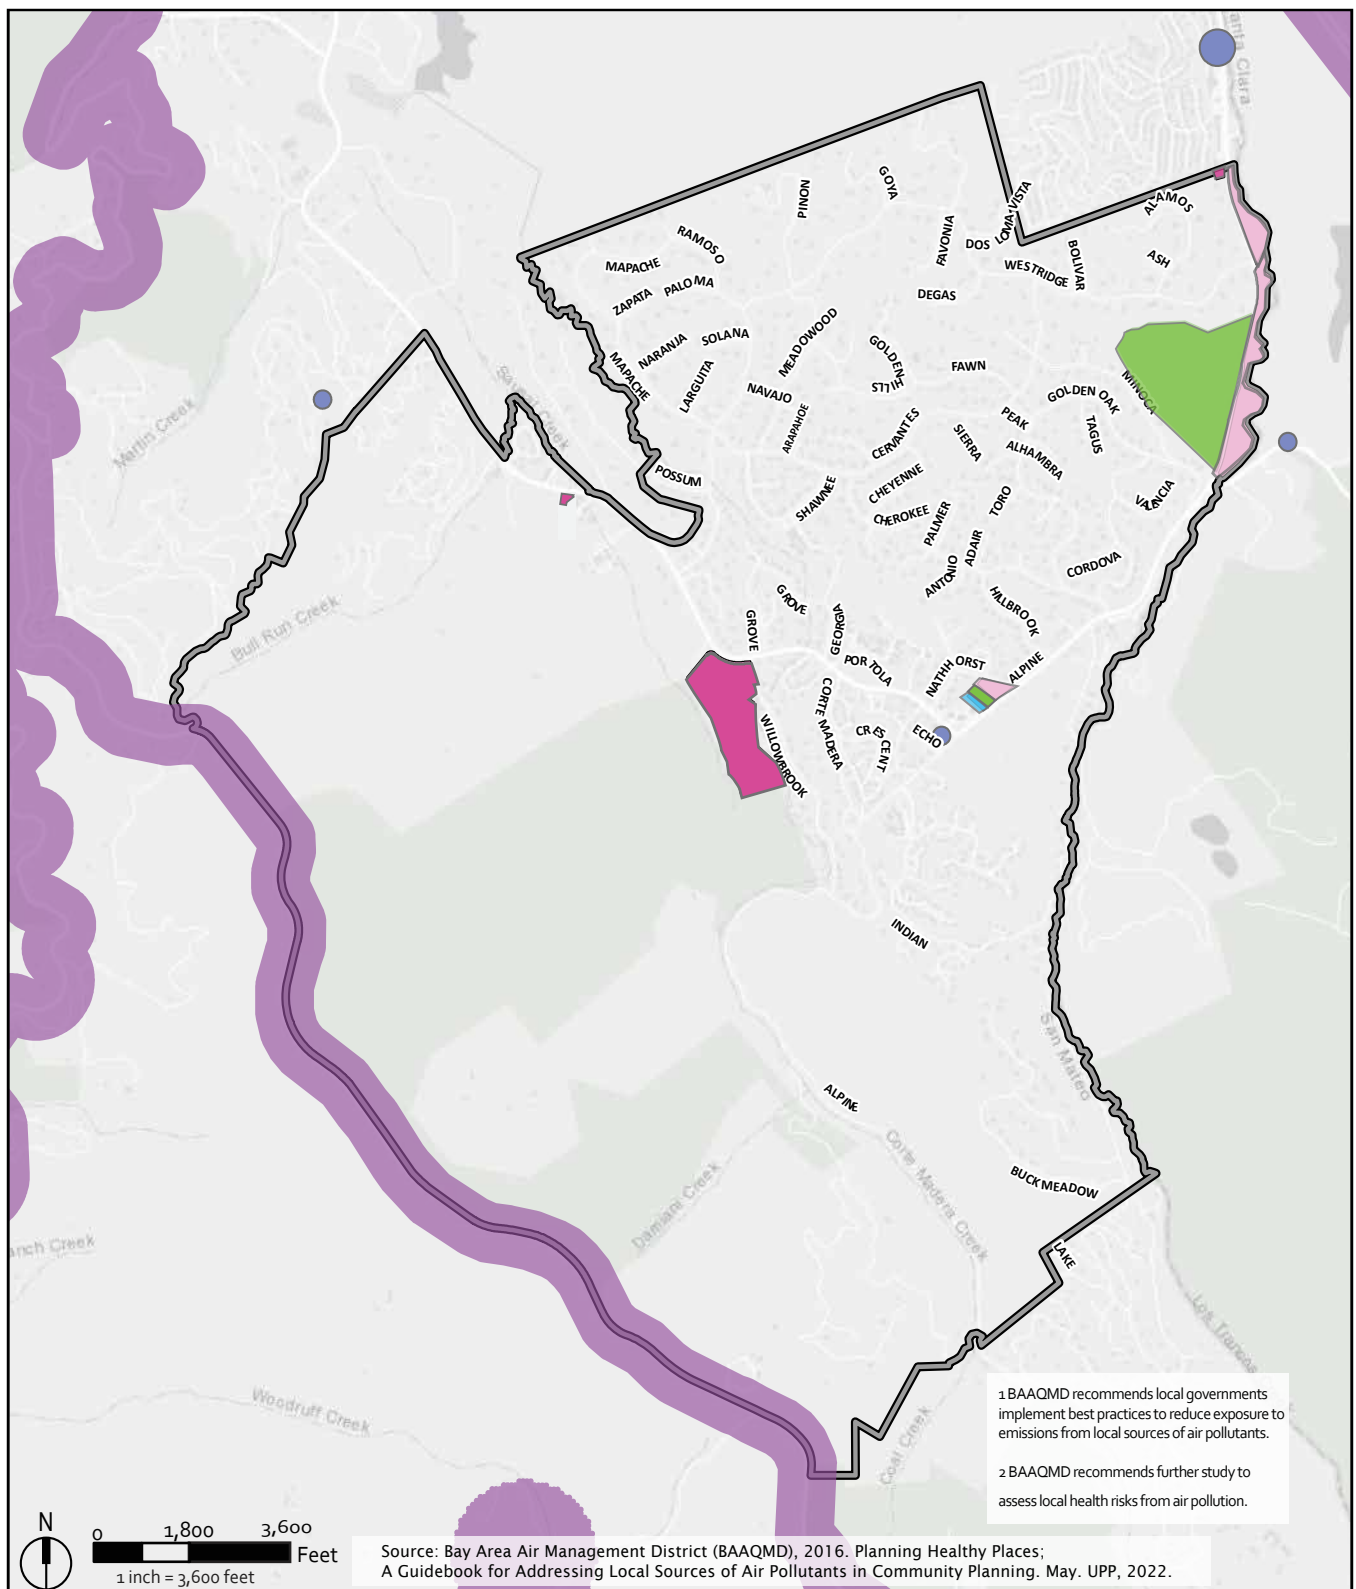 anta Clara
GOYA
PINON
ALAMOS
LOMA-VISTA
FAVONIA
DOS
RAMOSO
BOLIVAR
ASH
MAPACHE
WESTRIDGE
PALOMA
ZAPATA
DEGAS
MEADOWOOD
SOLANA
NARANJA
GOLDEN
HILLS
MAPACHE
FAWN
LARGUITA
NAVAJO
GOLDEN OAK
MINOCA
Martin Creek
ARAPAHOE
PEAK
CERVANTES
SIERRA
TAGUS
ALHAMBRA
POSSUM
CHEYENNE
SHAWNEE
TORO
VALENCIA
CHEROKEE
PALMER
ADAIR
CORDOVA
ANTONIO
GROVE
HILLBROOK
Bull Run Creek
GROVE
GEORGIA
PORTOLA
NATHHORST
ALPINE
CORTE MADERA
WILLOWBROOK
CRESCENT
ECHO
INDIAN
San Mateo
ALPINE
Corte Madera Creek
BUCKMEADOW
Damiani Creek
anch Creek
LAKE
Los Trancos
Woodruff Creek
Coal Creek
1 BAAQMD recommends local governments
implement best practices to reduce exposure to
emissions from local sources of air pollutants.
2 BAAQMD recommends further study to
assess local health risks from air pollution.
N
0 1,800 3,600
Feet
1 inch = 3,600 feet
Source: Bay Area Air Management District (BAAQMD), 2016. Planning Healthy Places;
A Guidebook for Addressing Local Sources of Air Pollutants in Community Planning. May. UPP, 2022.